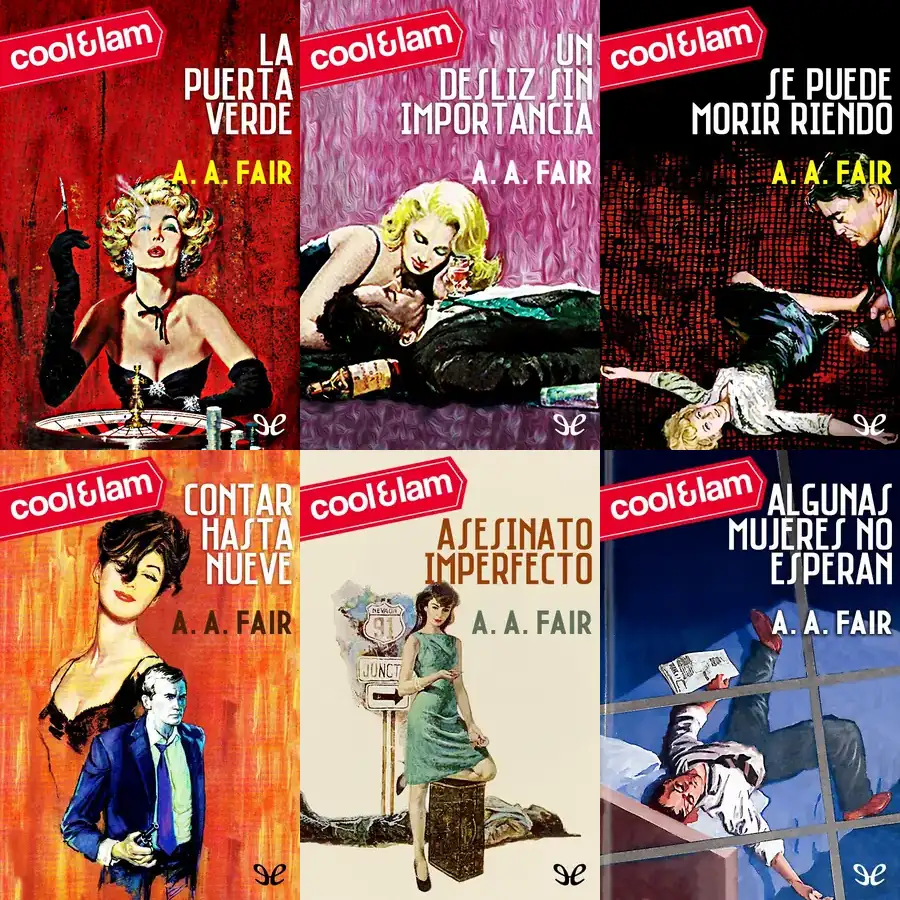 cool&lam
LA
PUERTA
VERDE
A. A. FAIR
cool&lam
UN
DESLIZ SIN
IMPORTANCIA
A. A. FAIR
cool&lam
SE PUEDE
MORIR RIENDO
A. A. FAIR
cool&lam
CONTAR
HASTA
NUEVE
A. A. FAIR
cool&lam
ASESINATO
IMPERFECTO
A. A. FAIR
NEVADA
91
JUNCT
cool&lam
ALGUNAS
MUJERES NO
ESPERAN
A. A. FAIR